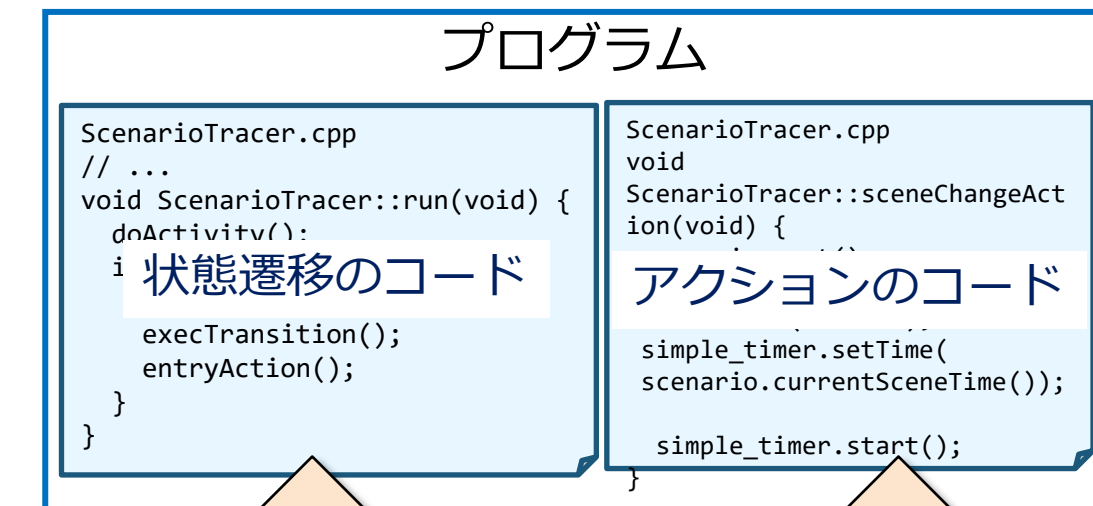 プログラム
ScenarioTracer.cpp
// ...
void ScenarioTracer::run(void) {
doActivity();
i
状態遷移のコード
execTransition();
entryAction();
}
}
ScenarioTracer.cpp
void
ScenarioTracer::sceneChangeAct
ion(void) {
アクションのコード
simple_timer.setTime(
scenario.currentSceneTime());
simple_timer.start();
}